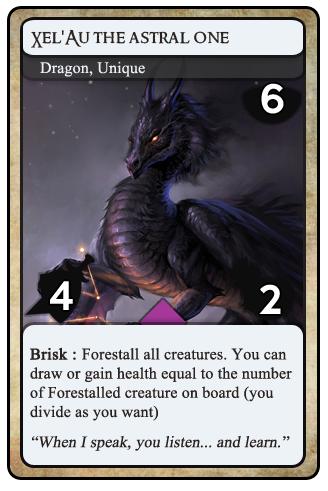 Xel'Au the astral one
Dragon, Unique
6
4
2
Brisk : Forestall all creatures. You can
draw or gain health equal to the number
of Forestalled creature on board (you
divide as you want)
“When I speak, you listen... and learn.”